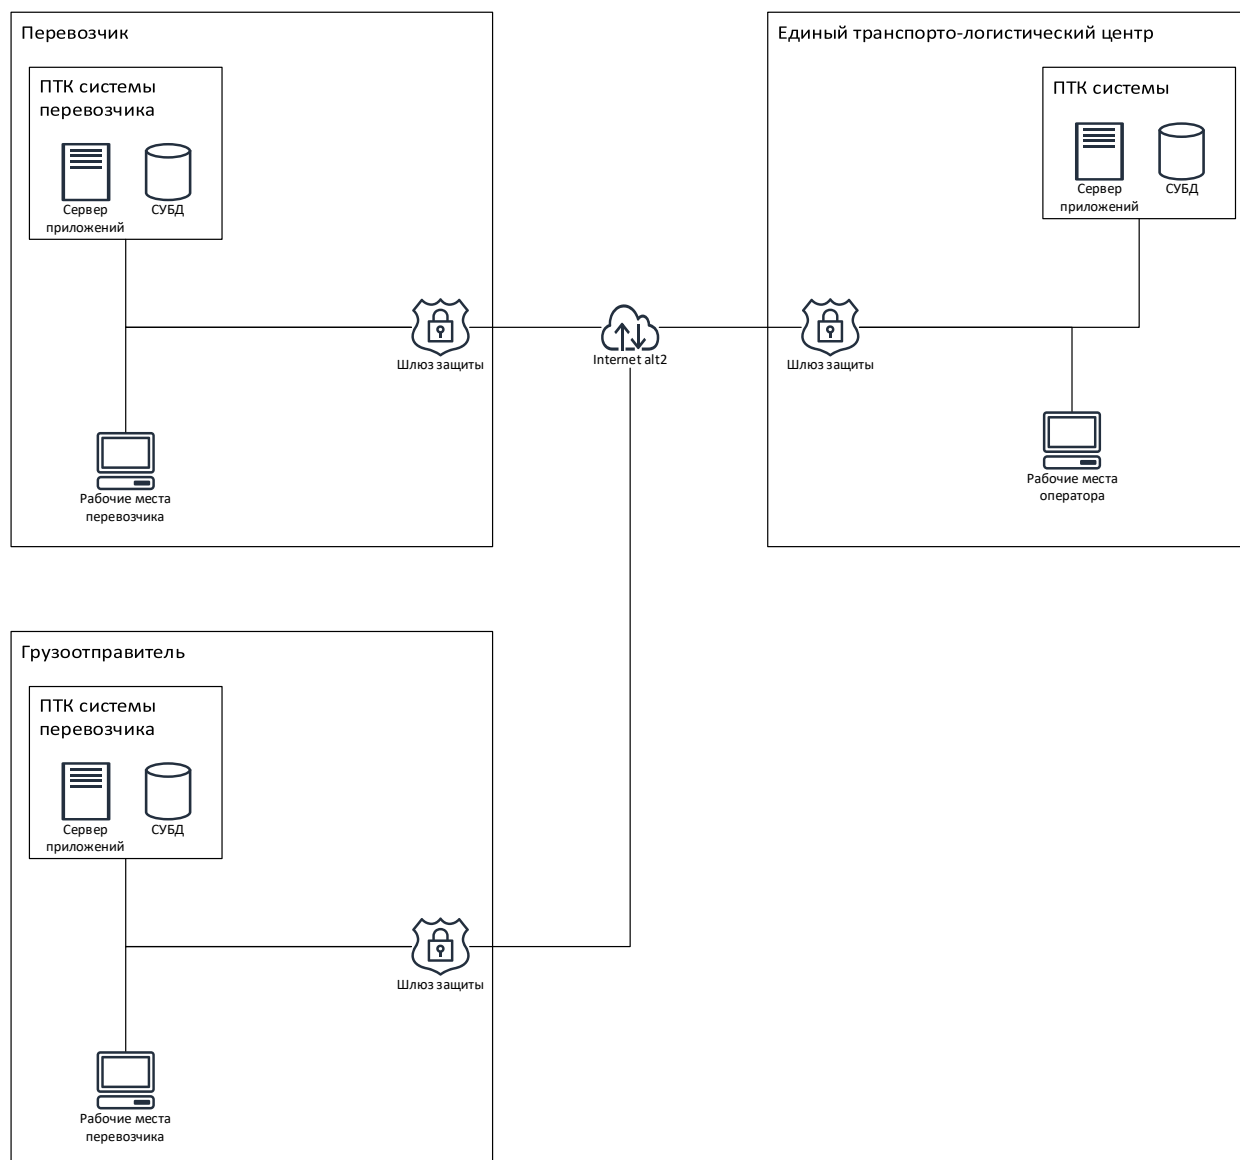 Перевозчик
ПТК системы
перевозчика
Сервер
приложений
СУБД
Шлюз защиты
Рабочие места
перевозчика
Internet alt2
Единый транспорто-логистический центр
ПТК системы
Сервер
приложений
СУБД
Шлюз защиты
Рабочие места
оператора
Грузоотправитель
ПТК системы
перевозчика
Сервер
приложений
СУБД
Шлюз защиты
Рабочие места
перевозчика